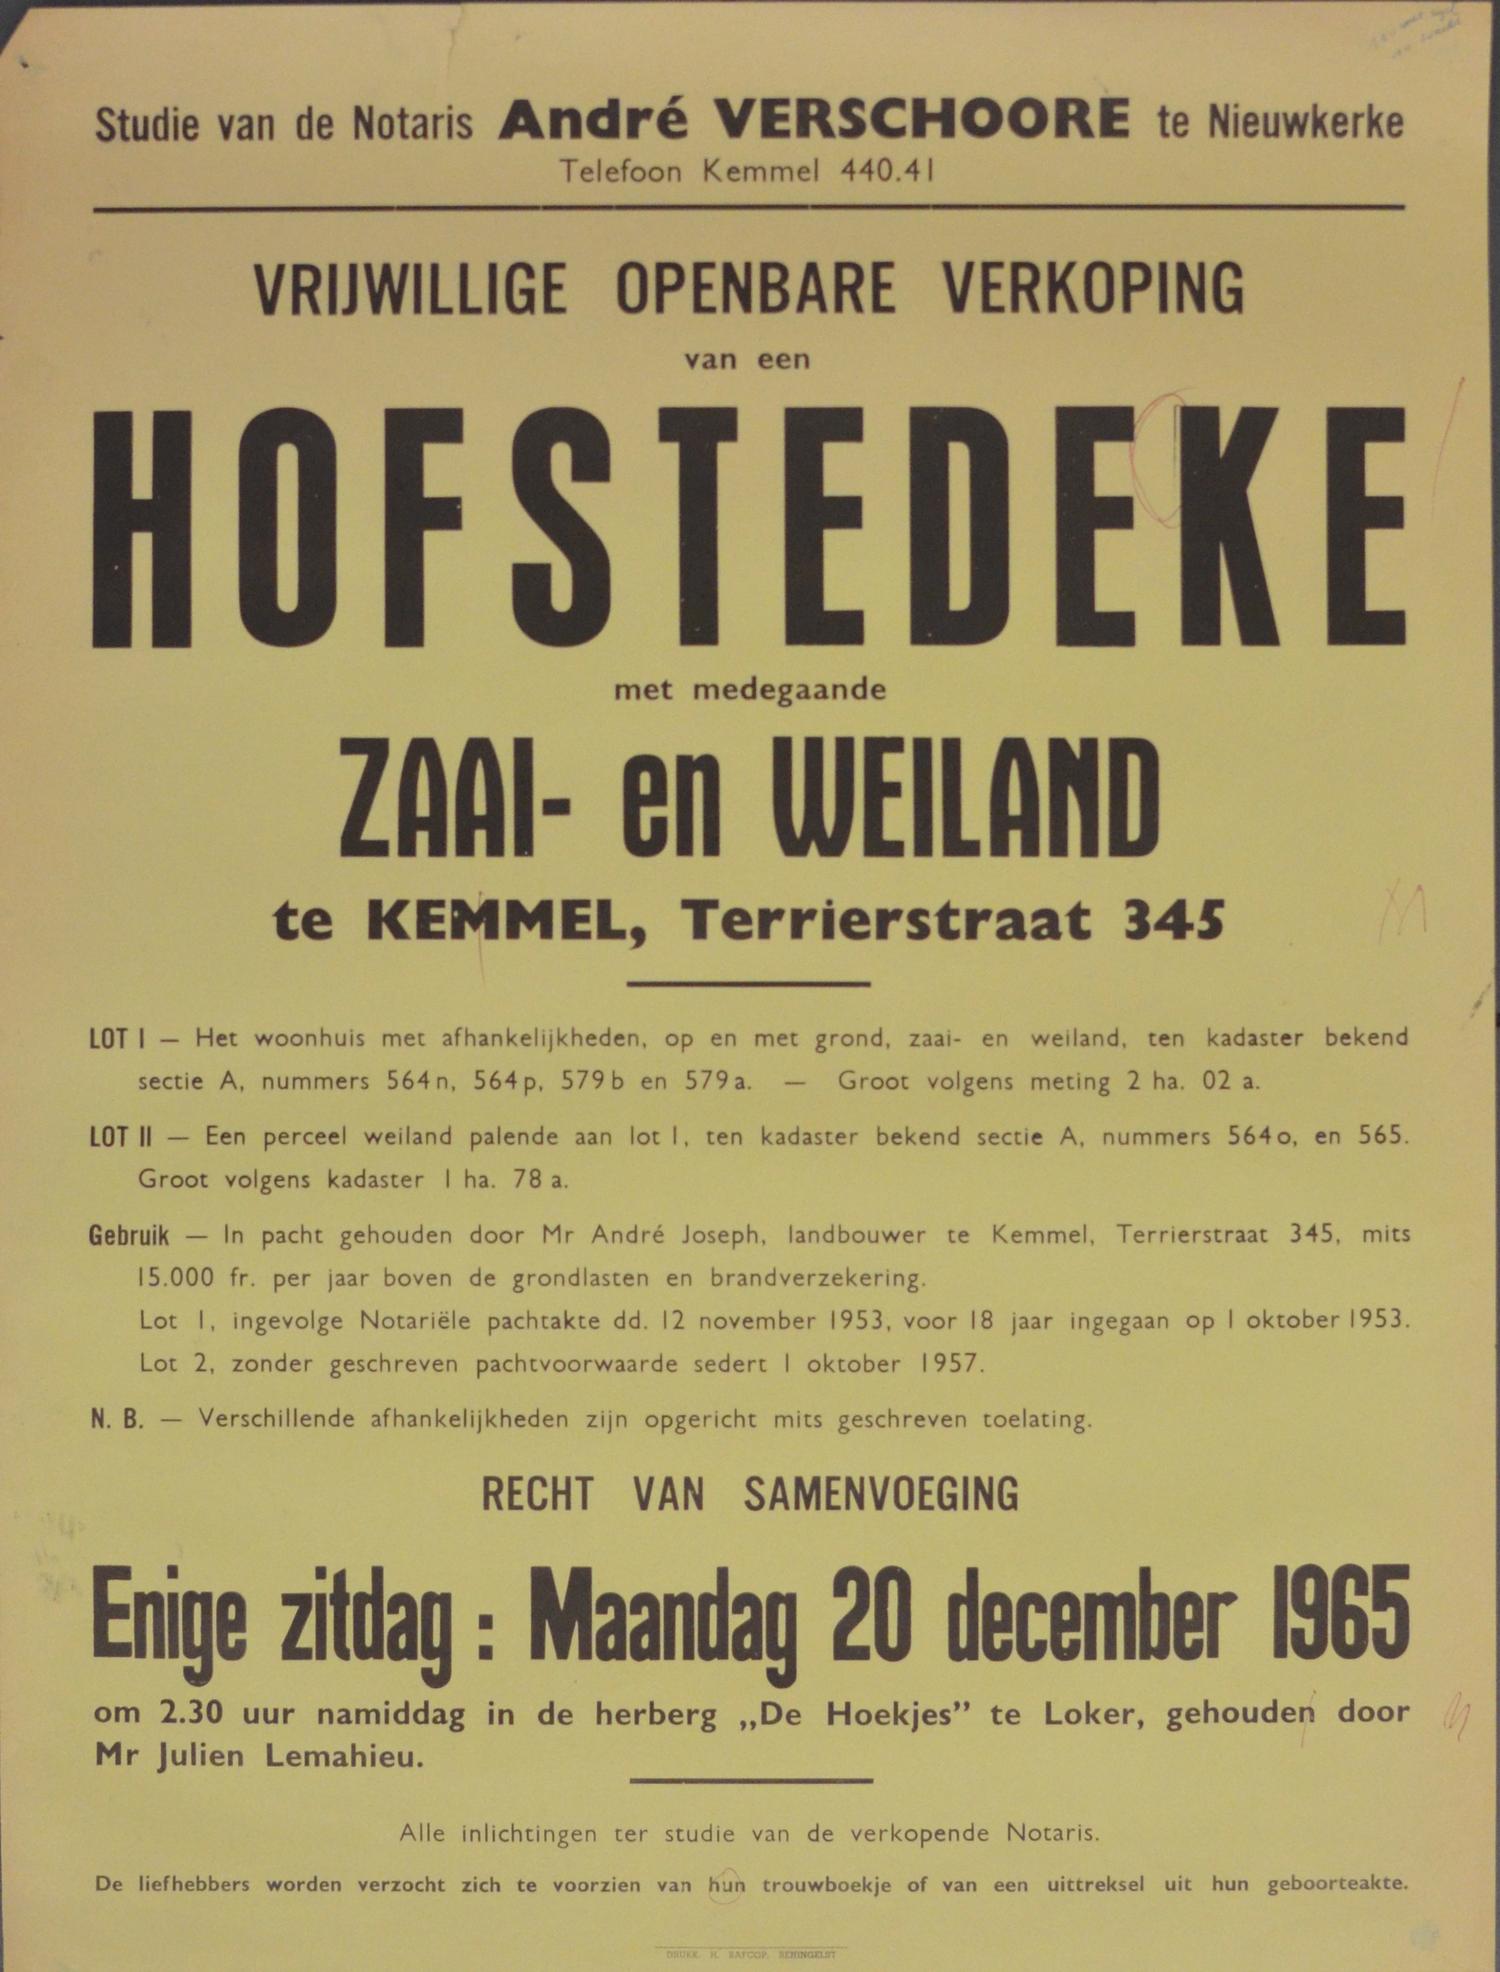 Studie van de Notaris André VERSCHOORE te Nieuwkerke
Telefoon Kemmel 440.41
VRIJWILLIGE OPENBARE VERKOPING
van een
HOFSTEDEKE
met medegaande
ZAAI- en WEILAND
te KEMMEL, Terrierstraat 345
LOT I — Het woonhuis met afhankelijkheden, op en met grond, zaai- en weiland, ten kadaster bekend
sectie A, nummers 564 n, 564 p, 579 b en 579 a. — Groot volgens meting 2 ha. 02 a.
LOT II — Een perceel weiland palende aan lot 1, ten kadaster bekend sectie A, nummers 564 o, en 565.
Groot volgens kadaster 1 ha. 78 a.
Gebruik — In pacht gehouden door Mr André Joseph, landbouwer te Kemmel, Terrierstraat 345, mits
15.000 fr. per jaar boven de grondlasten en brandverzekering.
Lot 1, ingevolge Notariële pachtakte dd. 12 november 1953, voor 18 jaar ingegaan op 1 oktober 1953.
Lot 2, zonder geschreven pachtvoorwaarde sedert 1 oktober 1957.
N. B. — Verschillende afhankelijkheden zijn opgericht mits geschreven toelating.
RECHT VAN SAMENVOEGING
Enige zitdag : Maandag 20 december 1965
om 2.30 uur namiddag in de herberg „De Hoekjes” te Loker, gehouden door
Mr Julien Lemahieu.
Alle inlichtingen ter studie van de verkopende Notaris.
De liefhebbers worden verzocht zich te voorzien van hun trouwboekje of van een uittreksel uit hun geboorteakte.
DRUKK. H. BAFCOP, RENINGELST